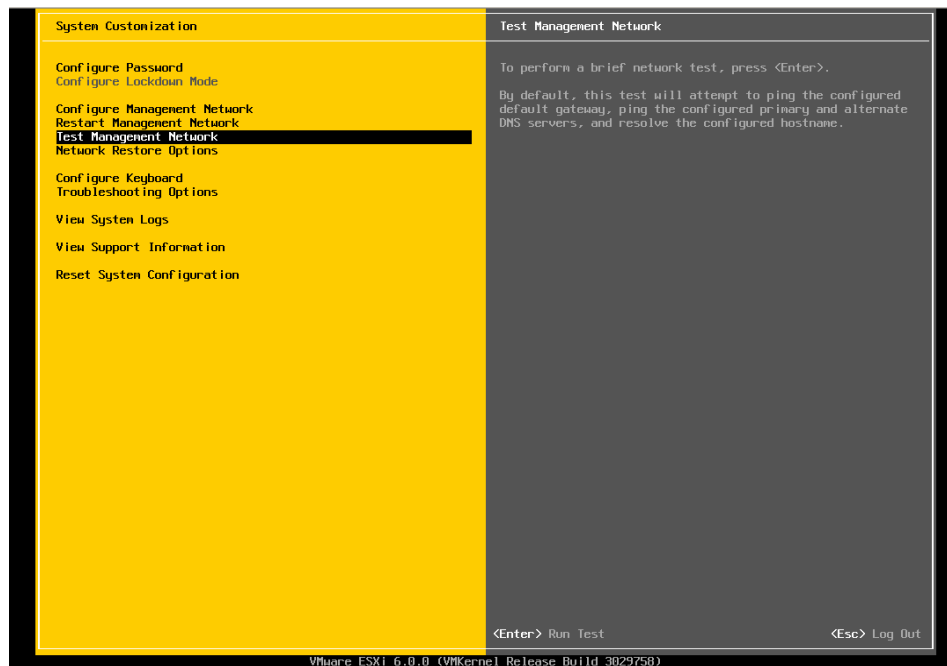 System Customization
Test Management Network
Configure Password
Configure Lockdown Mode
Configure Management Network
Restart Management Network
Test Management Network
Network Restore Options
Configure Keyboard
Troubleshooting Options
View System Logs
View Support Information
Reset System Configuration
To perform a brief network test, press <Enter>.
By default, this test will attempt to ping the configured
default gateway, ping the configured primary and alternate
DNS servers, and resolve the configured hostname.
<Enter> Run Test
<Esc> Log Out
VMware ESXi 6.0.0 (VMKernel Release Build 3029758)